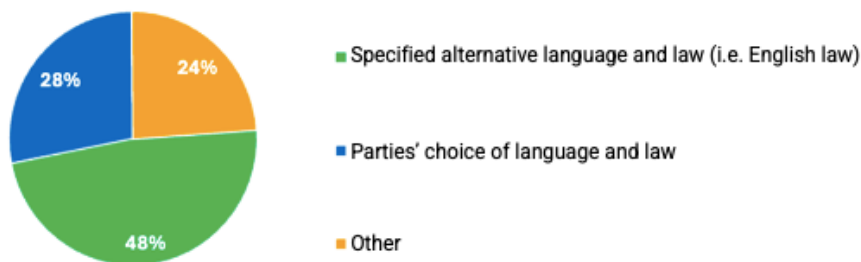 24%
28%
48%
Specified alternative language and law (i.e. English law)
Parties’ choice of language and law
Other